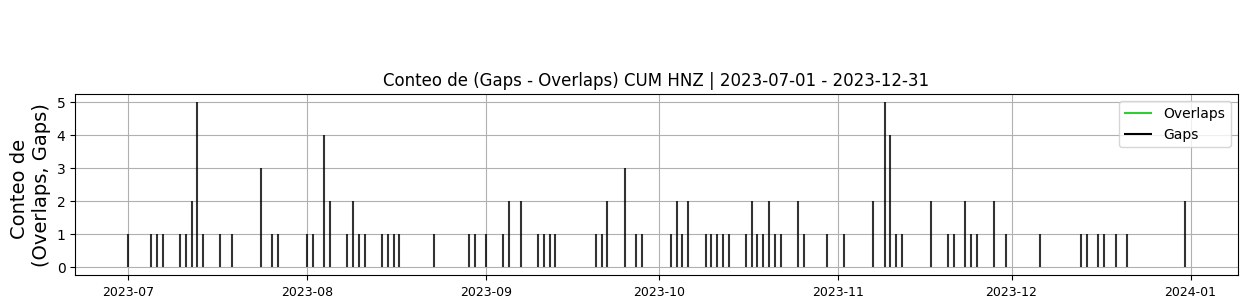 Conteo de (Gaps - Overlaps) CUM HNZ | 2023-07-01 - 2023-12-31
Conteo de
(Overlaps, Gaps)
5
4
3
2
1
0
Overlaps
Gaps
2023-07
2023-08
2023-09
2023-10
2023-11
2023-12
2024-01